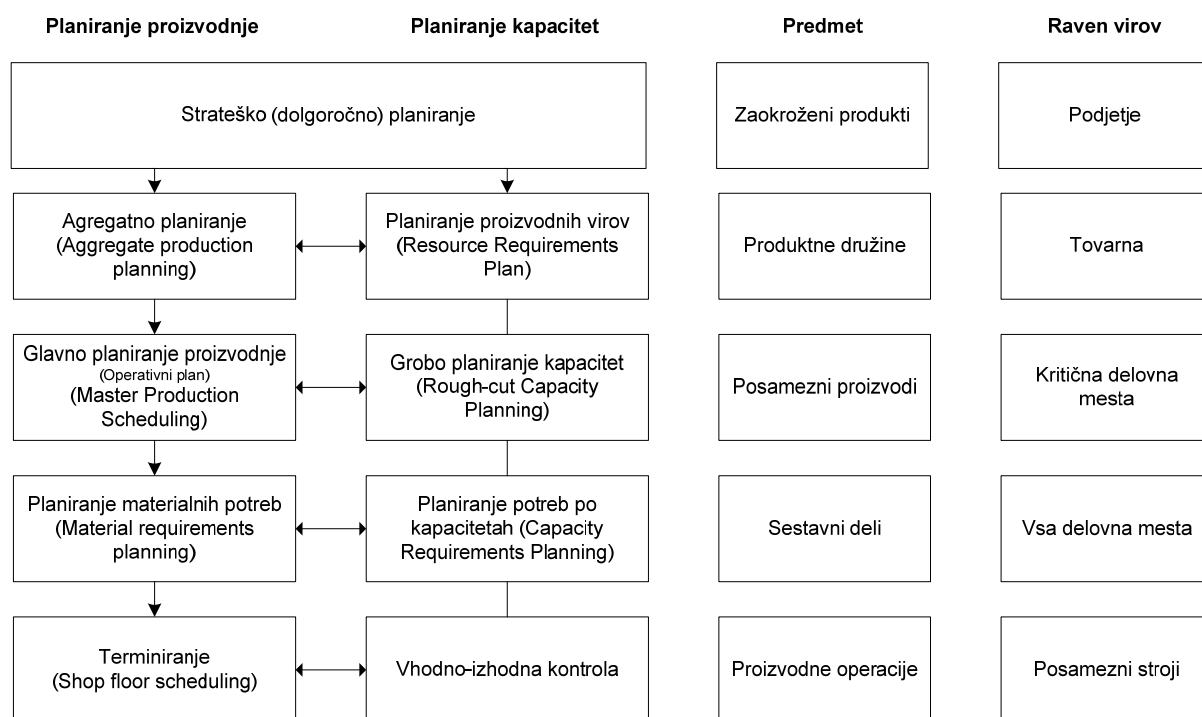 Planiranje proizvodnje
Planiranje kapacitet
Predmet
Raven virov
Strateško (dolgoročno) planiranje
Zaokroženi produkti
Podjetje
Agregatno planiranje
(Aggregate production
planning)
Planiranje proizvodnih virov
(Resource Requirements
Plan)
Produktne družine
Tovarna
Glavno planiranje proizvodnje
(Operativni plan)
(Master Production
Scheduling)
Grobo planiranje kapacitet
(Rough-cut Capacity
Planning)
Posamezni proizvodi
Kritična delovna
mesta
Planiranje materialnih potreb
(Material requirements
planning)
Planiranje potreb po
kapacitetah (Capacity
Requirements Planning)
Sestavni deli
Vsa delovna mesta
Terminiranje
(Shop floor scheduling)
Vhodno-izhodna kontrola
Proizvodne operacije
Posamezni stroji